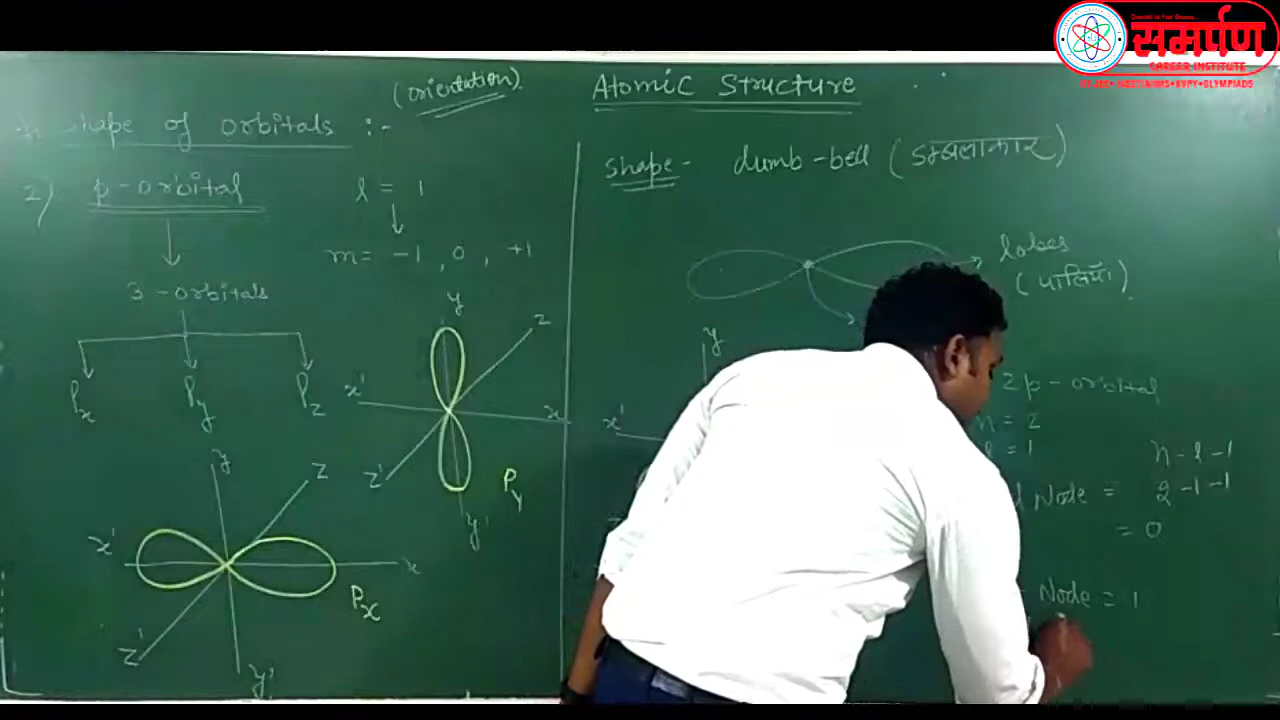 समर्पण
CAREER INSTITUTE
(orientation)
Atomic Structure
shape of orbitals :-
2) p-orbital
l = 1
m = -1, 0, +1
3-orbitals
Px
Py
Pz
y
z
x'
x
z'
y'
Py
y
z
x'
x
z'
y'
Px
shape - dumb-bell (डम्बलाकार)
lobes
(पालियाँ)
y
x'
2p-orbital
n = 2
l = 1
n-l-1
Node = 2-1-1
= 0
Node = 1